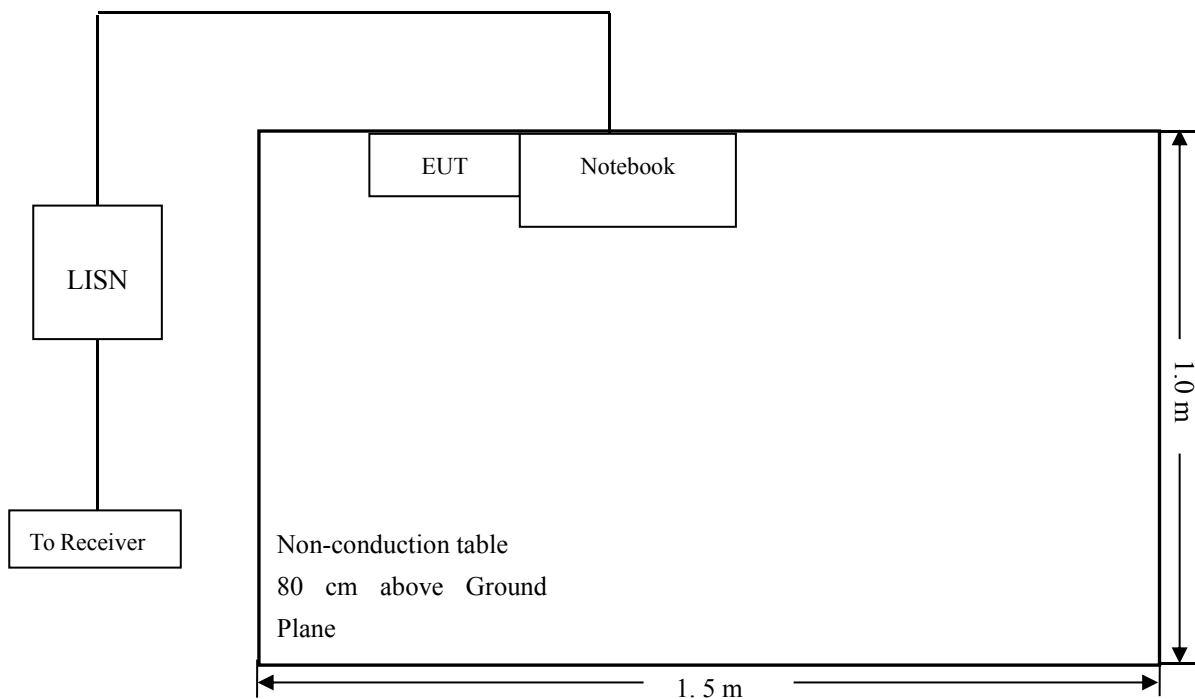 EUT
Notebook
LISN
1.0 m
To Receiver
Non-conduction table
80 cm above Ground
Plane
1. 5 m